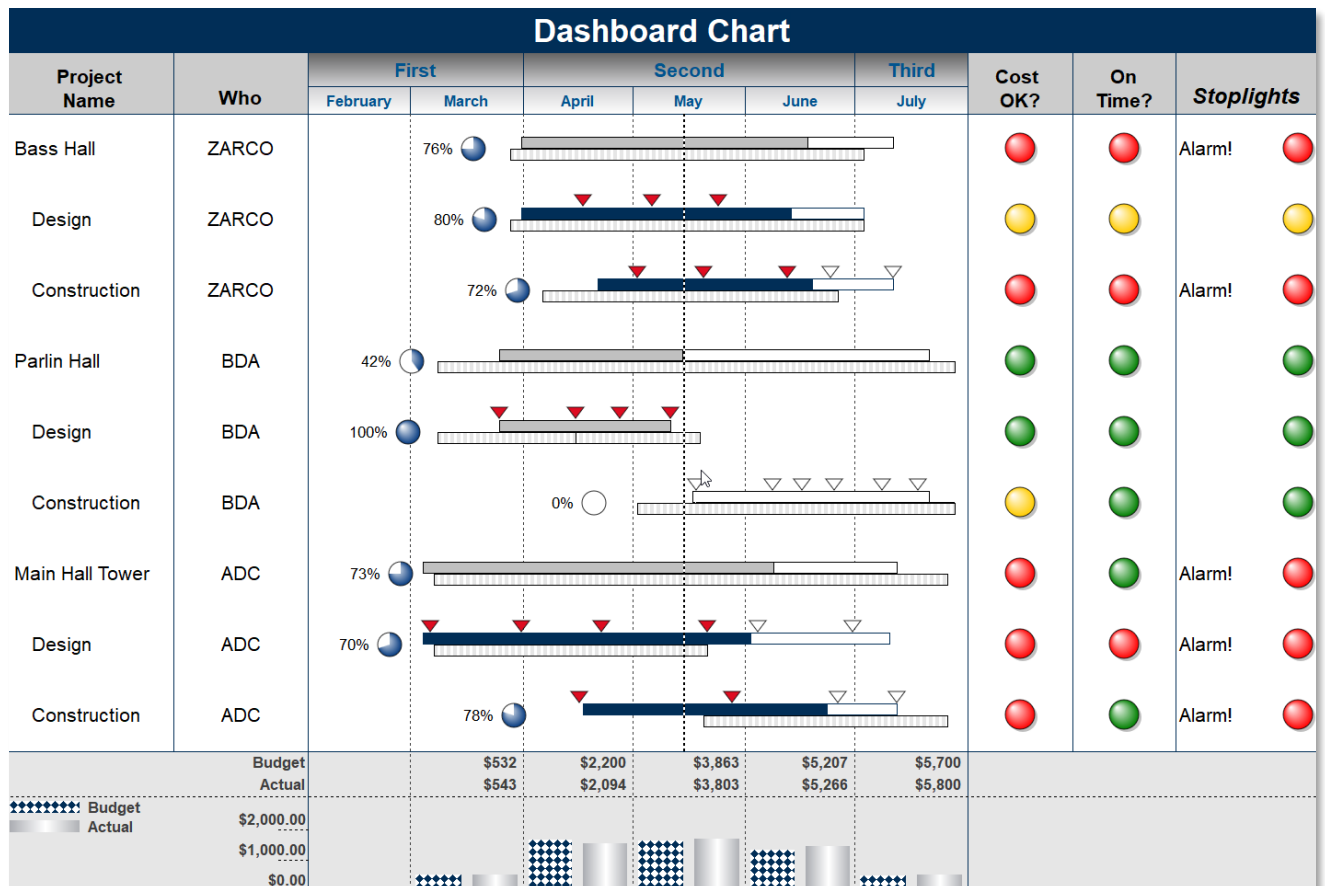 Dashboard Chart
Project Name Who First Second Third Cost OK? On Time? Stoplights
February March April May June July
Bass Hall ZARCO 76% Alarm!
Design ZARCO 80%
Construction ZARCO 72% Alarm!
Parlin Hall BDA 42%
Design BDA 100%
Construction BDA 0%
Main Hall Tower ADC 73% Alarm!
Design ADC 70% Alarm!
Construction ADC 78% Alarm!
Budget $532 $2,200 $3,863 $5,207 $5,700
Actual $543 $2,094 $3,803 $5,266 $5,800
Budget
Actual
$2,000.00
$1,000.00
$0.00